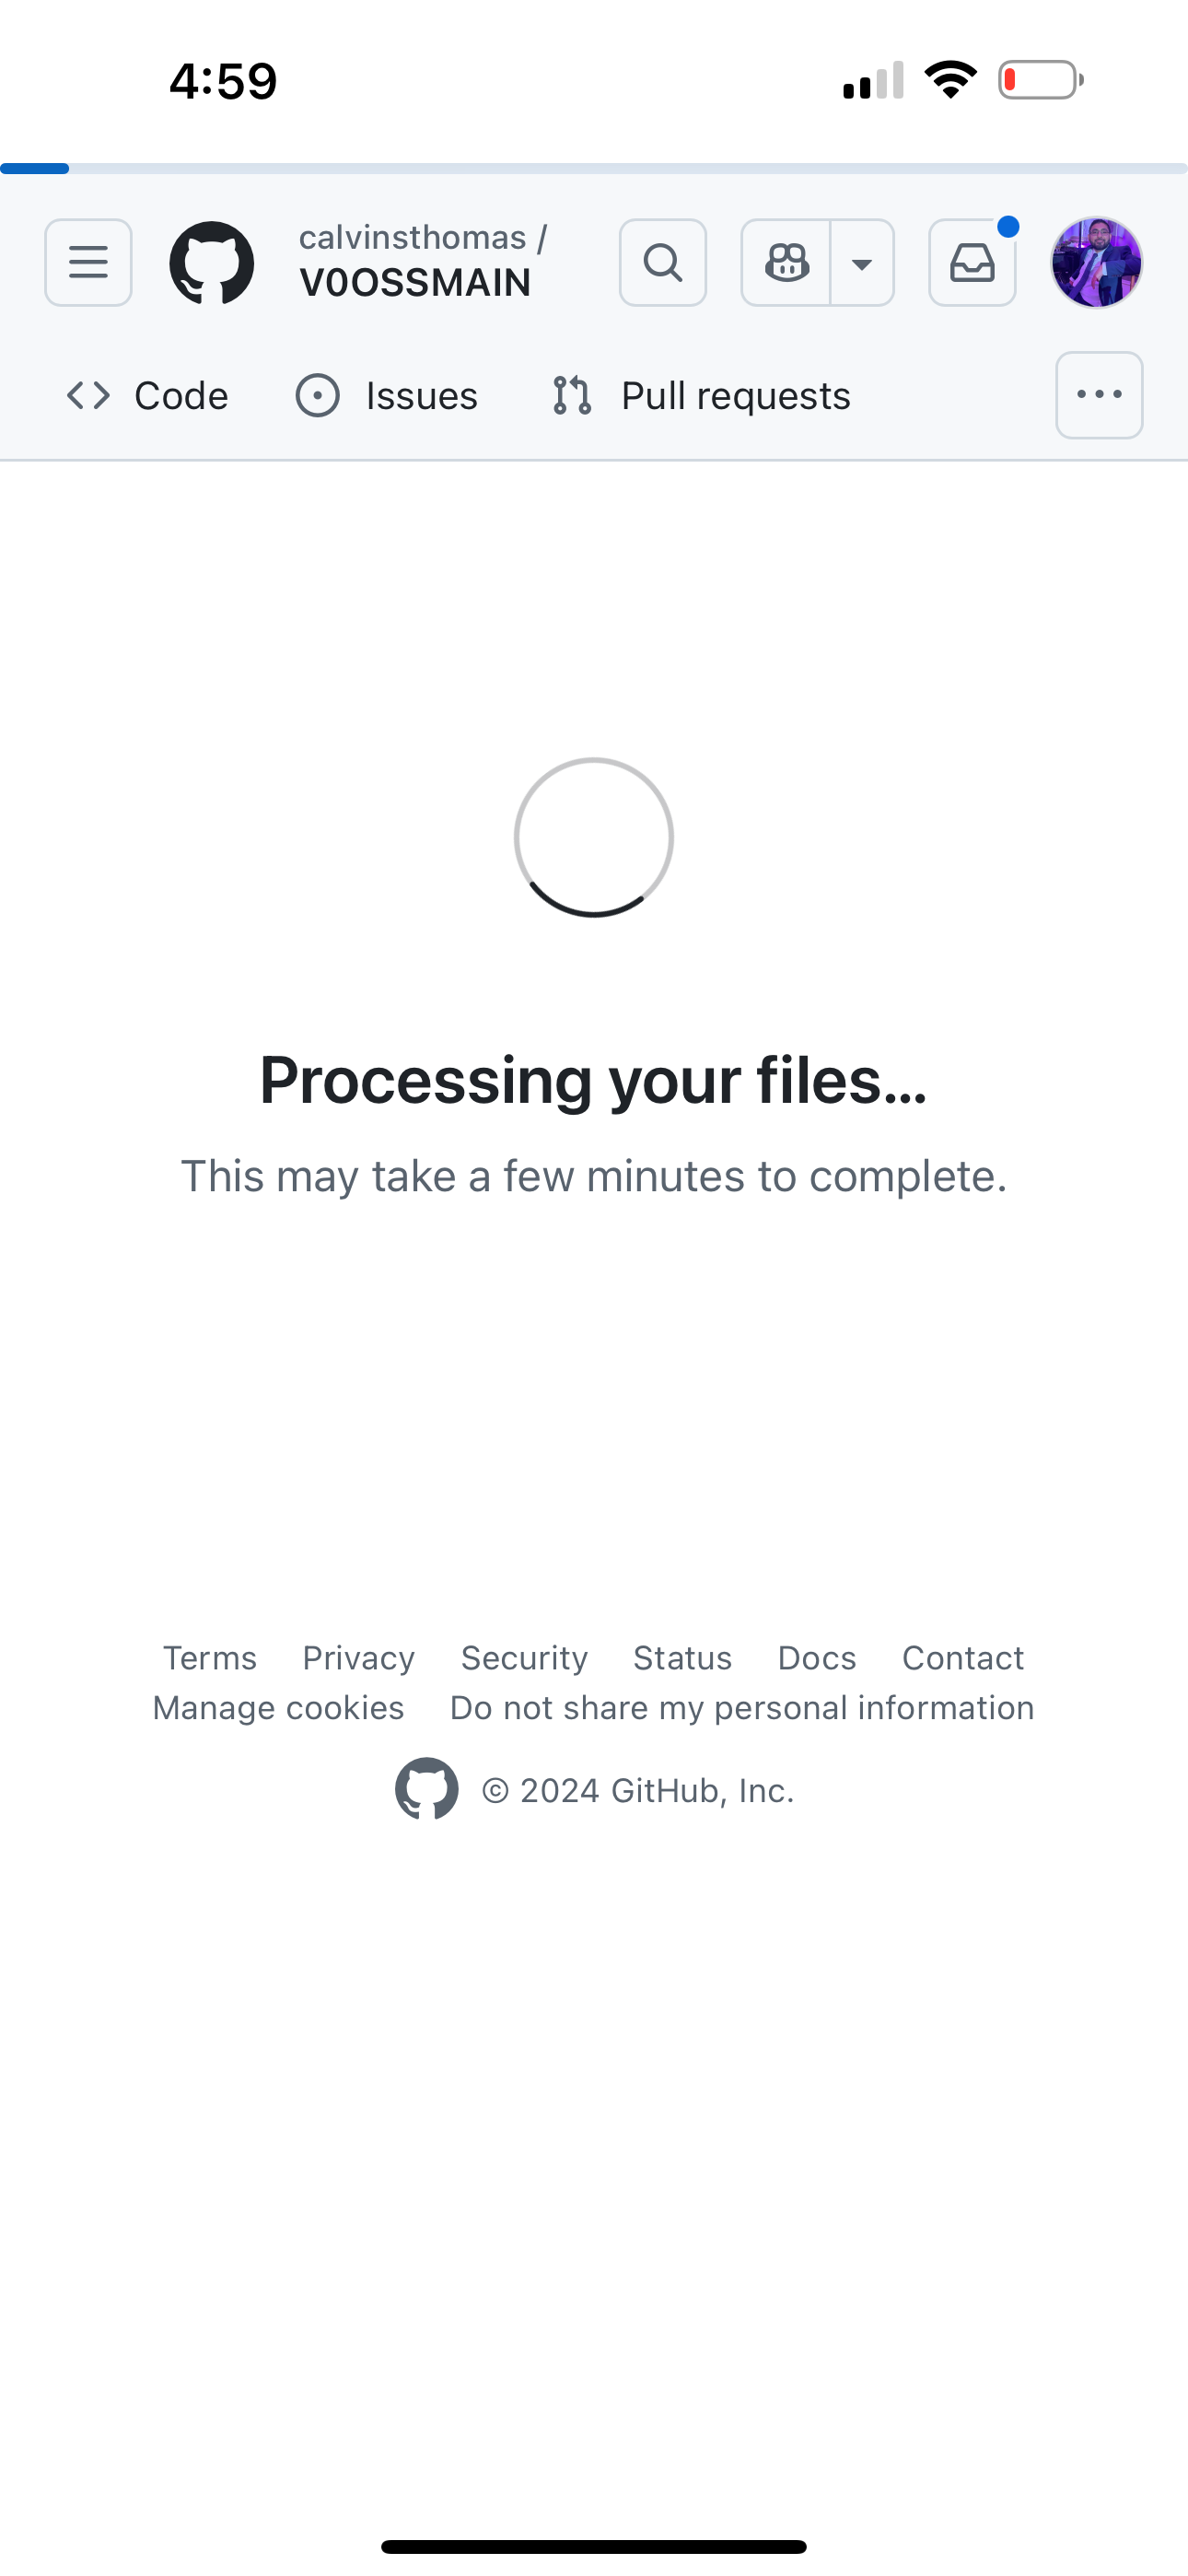 4:59
calvinsthomas /
V0OSSMAIN
Code Issues Pull requests
Processing your files...
This may take a few minutes to complete.
Terms Privacy Security Status Docs Contact
Manage cookies Do not share my personal information
© 2024 GitHub, Inc.